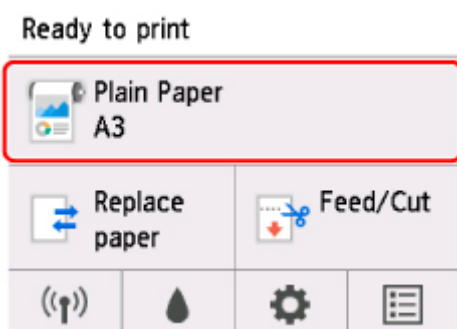 Ready to print
Plain Paper
A3
Replace
paper
Feed/Cut